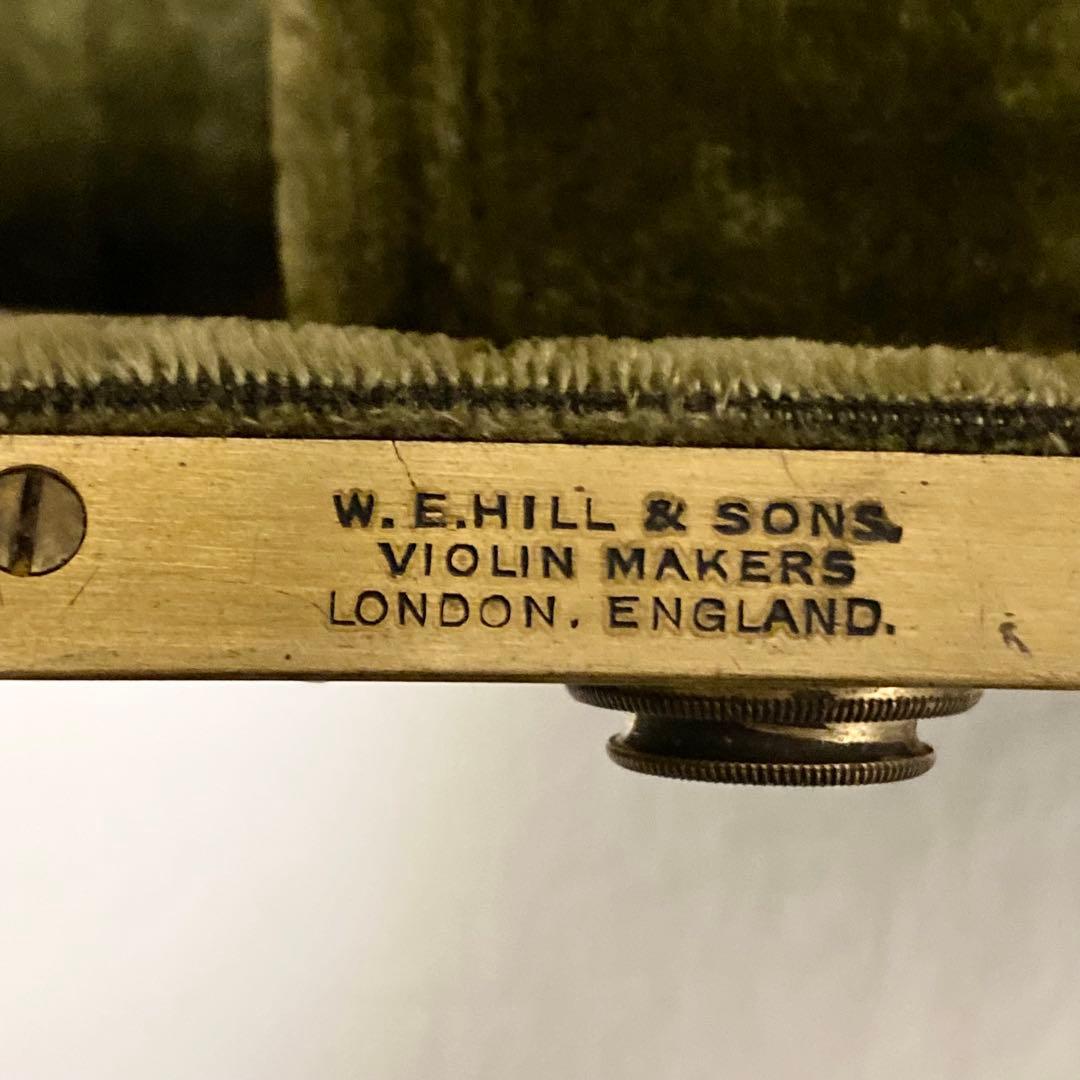 W. E. HILL & SONS,
VIOLIN MAKERS
LONDON. ENGLAND.